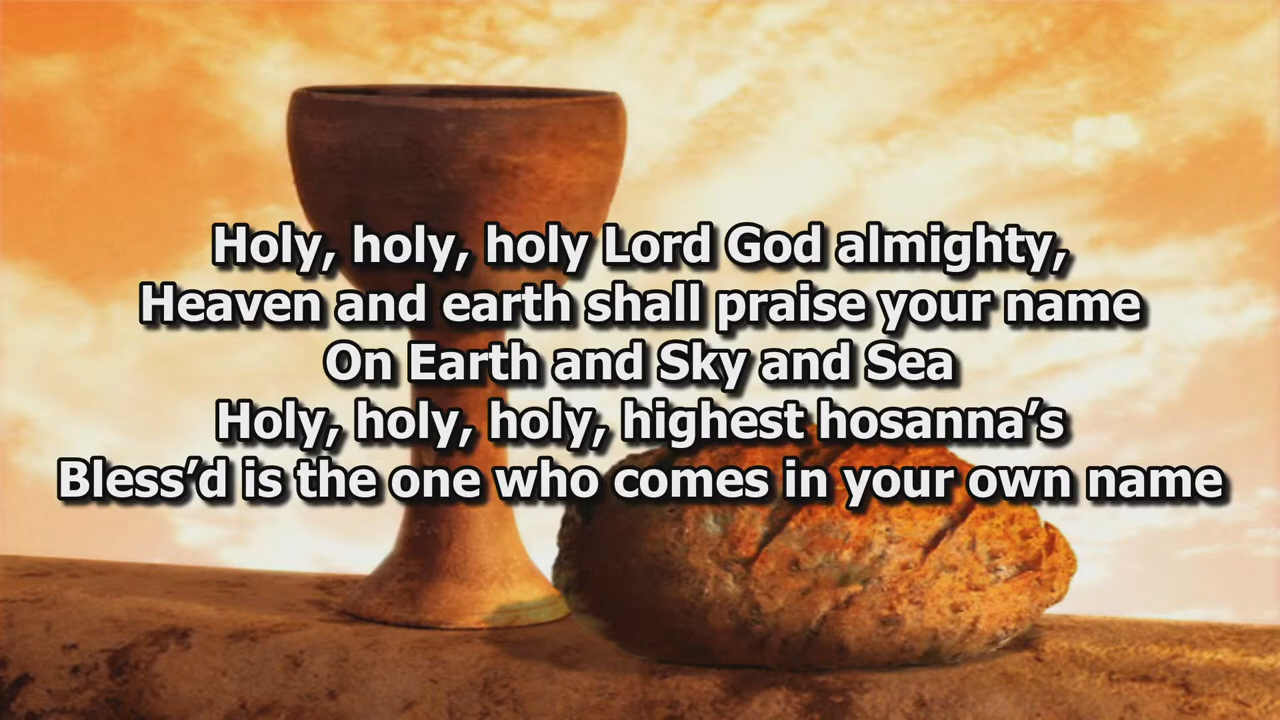 Holy, holy, holy Lord God almighty,
Heaven and earth shall praise your name
On Earth and Sky and Sea
Holy, holy, holy, highest hosanna’s
Bless’d is the one who comes in your own name